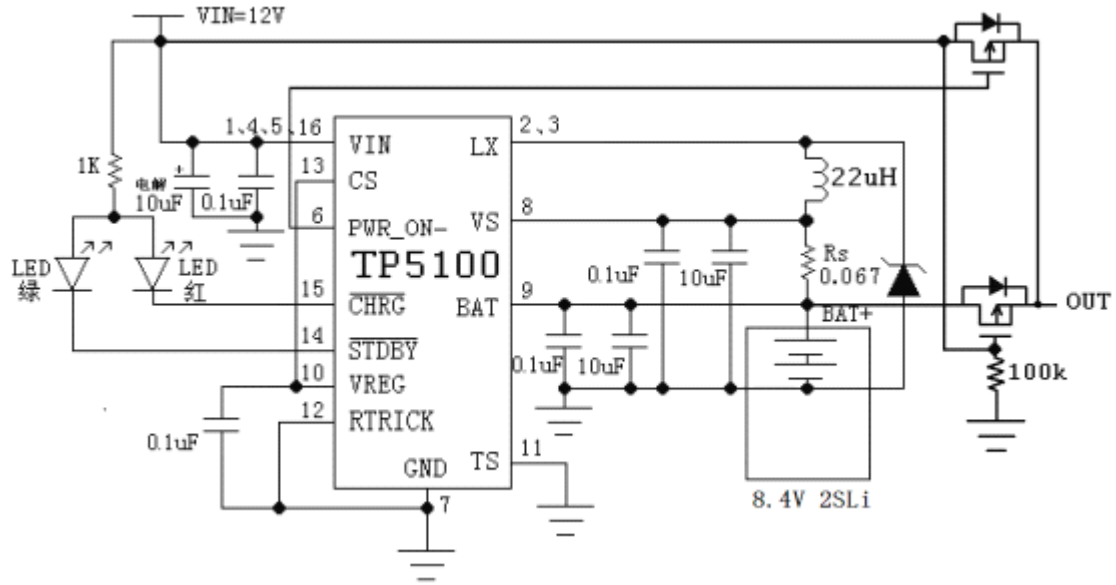 VIN=12V
1、4、5、16
2、3
VIN
LX
1K
电解
10uF
0.1uF
13
CS
22uH
6
PWR_ON-
VS
8
TP5100
LED
绿
LED
红
0.1uF
10uF
Rs
0.067
15
CHRG
BAT
9
BAT+
OUT
14
STDBY
0.1uF
10uF
100k
10
VREG
12
RTRICK
0.1uF
TS
11
GND
7
8.4V 2SLi